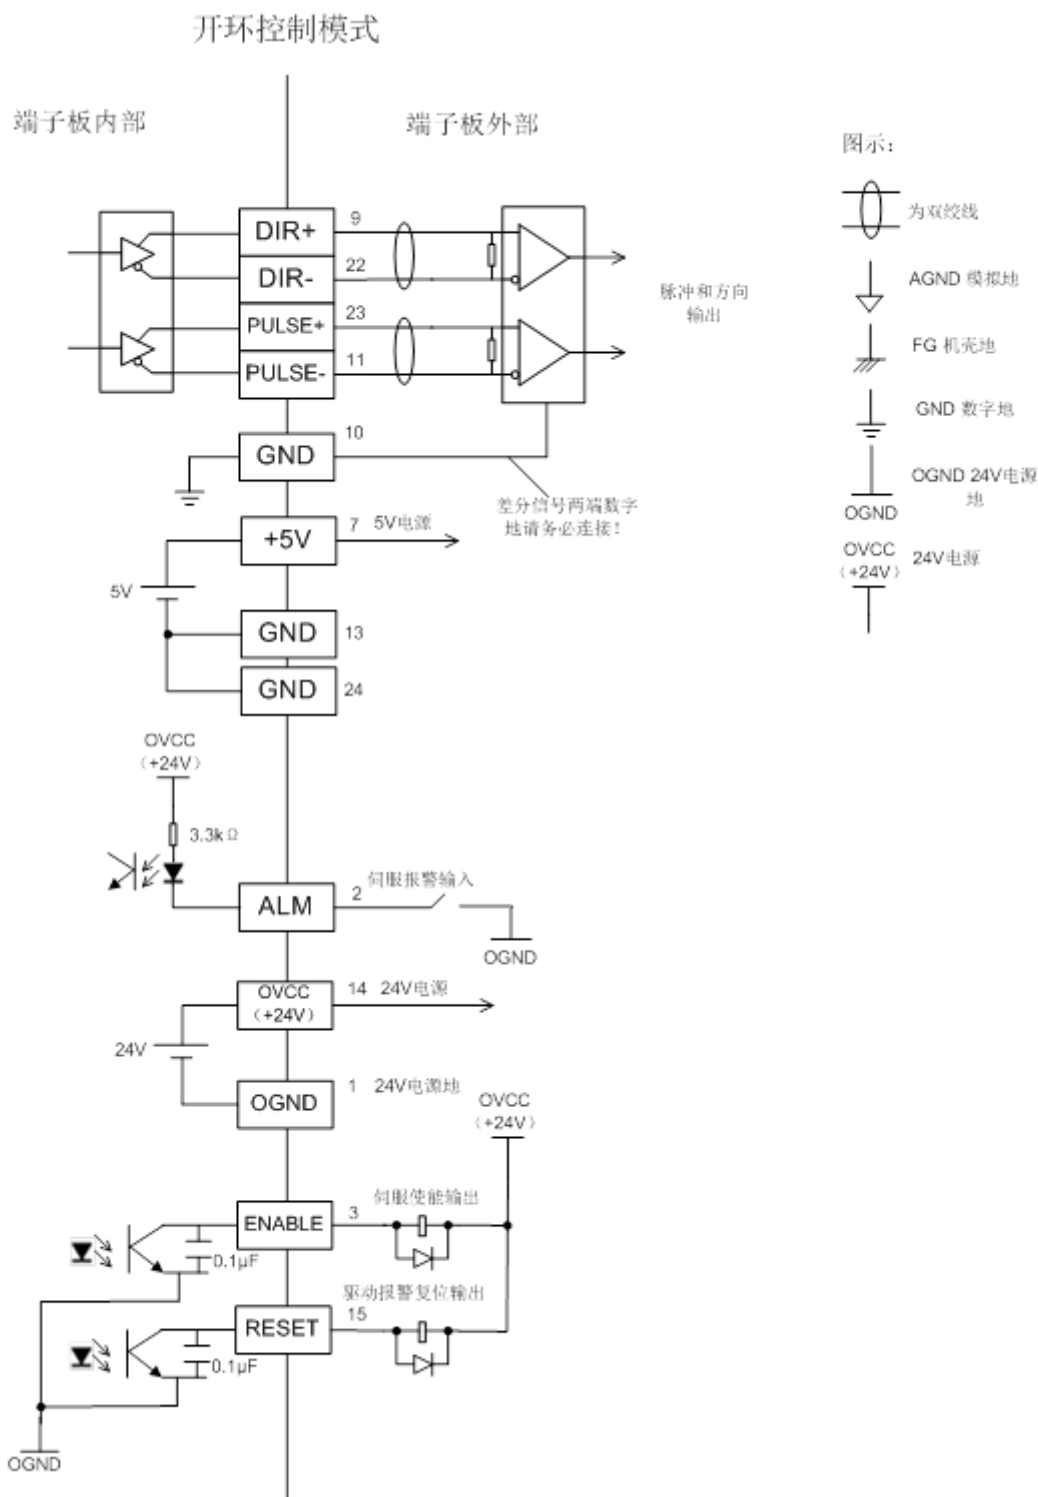 开环控制模式
端子板内部
端子板外部
图示：
DIR+
9
为双绞线
DIR-
22
AGND 模拟地
PULSE+
23
脉冲和方向
输出
FG 机壳地
PULSE-
11
GND 数字地
GND
10
OGND 24V电源
地
OGND
差分信号两端数字
地请务必连接！
+5V
7
5V电源
OVCC
（+24V）
24V电源
5V
GND
13
GND
24
OVCC
（+24V）
3.3kΩ
ALM
2
伺服报警输入
OGND
OVCC
（+24V）
14
24V电源
24V
OGND
1
24V电源地
OVCC
（+24V）
伺服使能输出
ENABLE
3
0.1μF
驱动报警复位输出
RESET
15
0.1μF
OGND